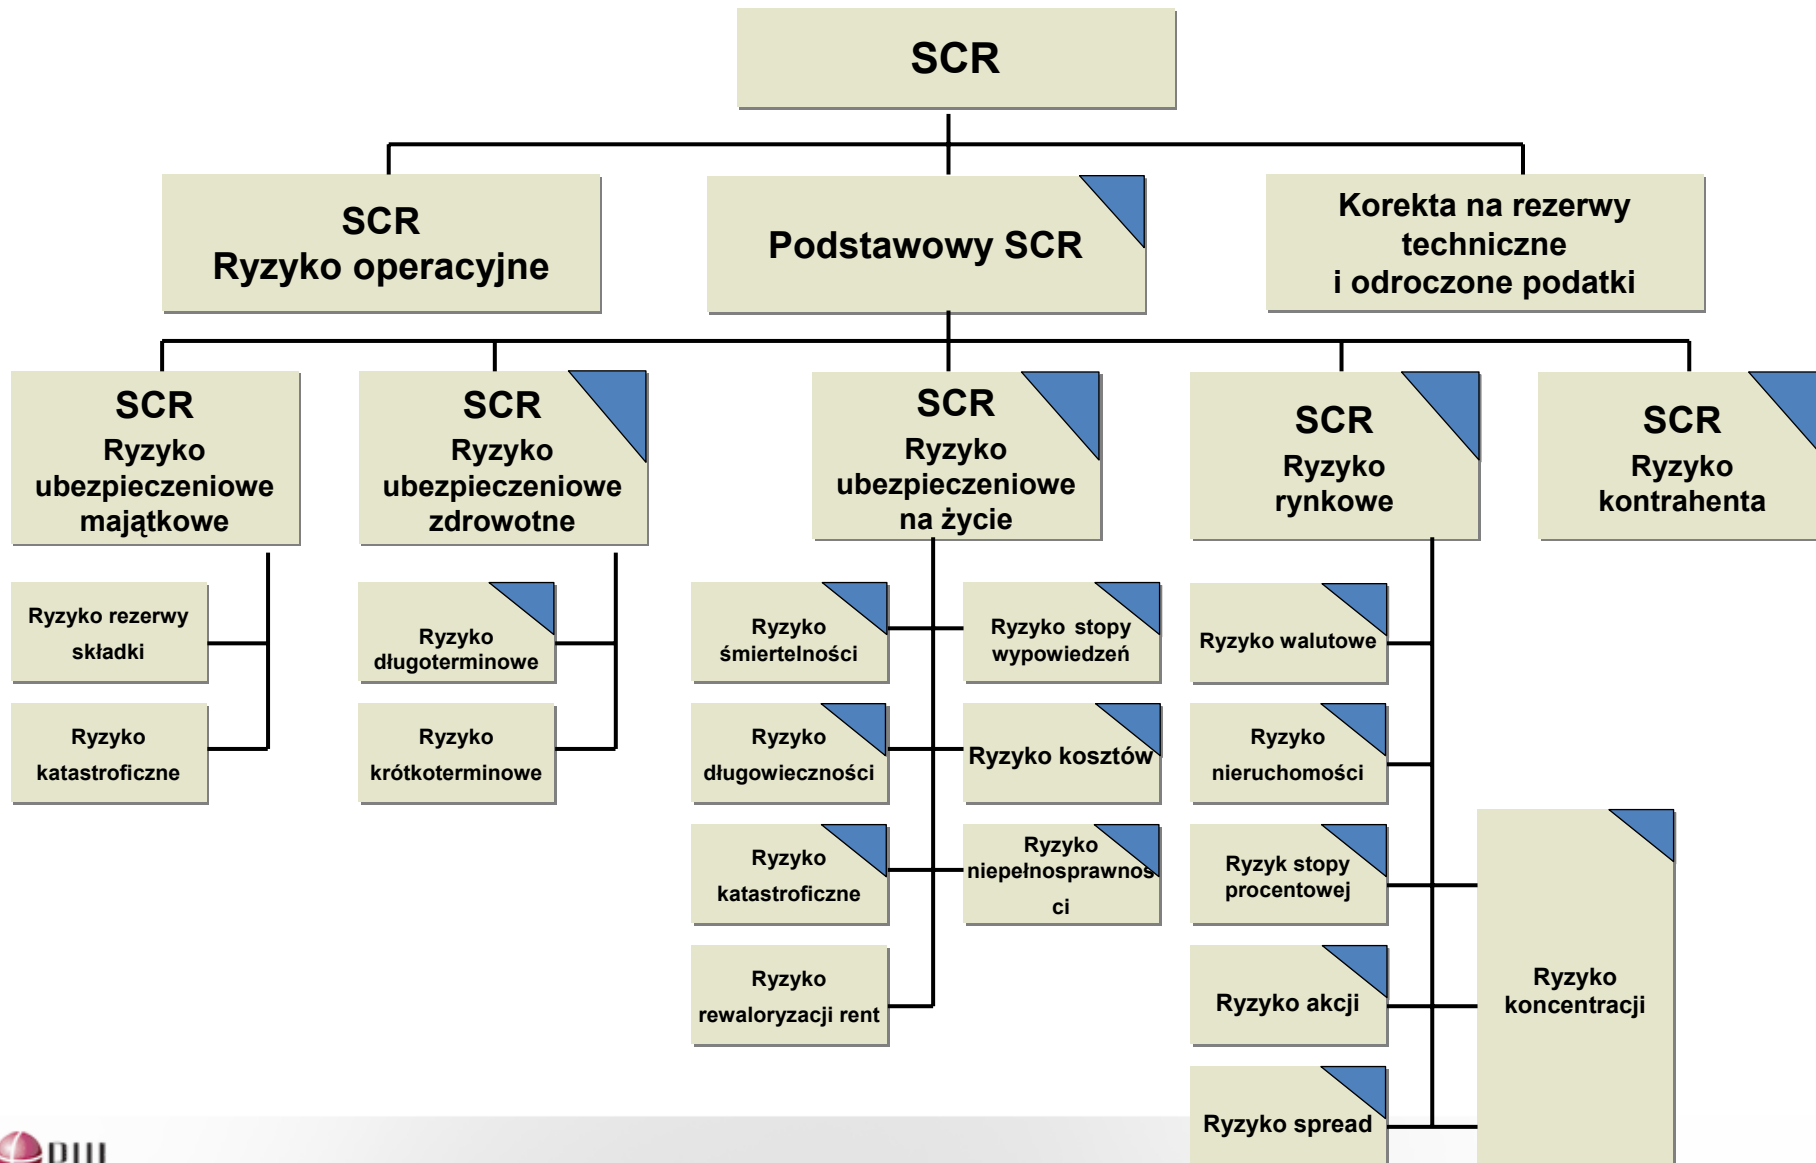 SCR
SCR
Ryzyko operacyjne
Podstawowy SCR
Korekta na rezerwy
techniczne
i odroczone podatki
SCR
Ryzyko
ubezpieczeniowe
majątkowe
SCR
Ryzyko
ubezpieczeniowe
zdrowotne
SCR
Ryzyko
ubezpieczeniowe
na życie
SCR
Ryzyko
rynkowe
SCR
Ryzyko
kontrahenta
Ryzyko rezerwy
składki
Ryzyko
katastroficzne
Ryzyko
długoterminowe
Ryzyko
krótkoterminowe
Ryzyko
śmiertelności
Ryzyko stopy
wypowiedzeń
Ryzyko
długowieczności
Ryzyko kosztów
Ryzyko
katastroficzne
Ryzyko
niepełnosprawnoś
ci
Ryzyko
rewaloryzacji rent
Ryzyko walutowe
Ryzyko
nieruchomości
Ryzyk stopy
procentowej
Ryzyko akcji
Ryzyko spread
Ryzyko
koncentracji